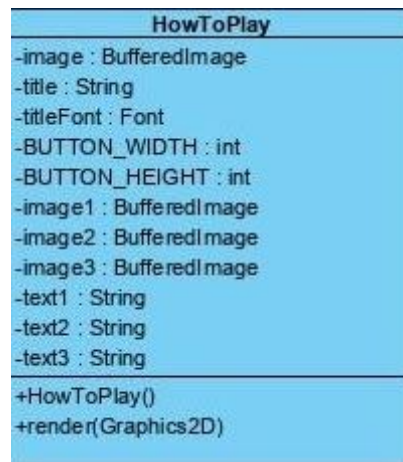 HowToPlay
-image : BufferedImage
-title : String
-titleFont : Font
-BUTTON_WIDTH : int
-BUTTON_HEIGHT : int
-image1 : BufferedImage
-image2 : BufferedImage
-image3 : BufferedImage
-text1 : String
-text2 : String
-text3 : String
+HowToPlay()
+render(Graphics2D)